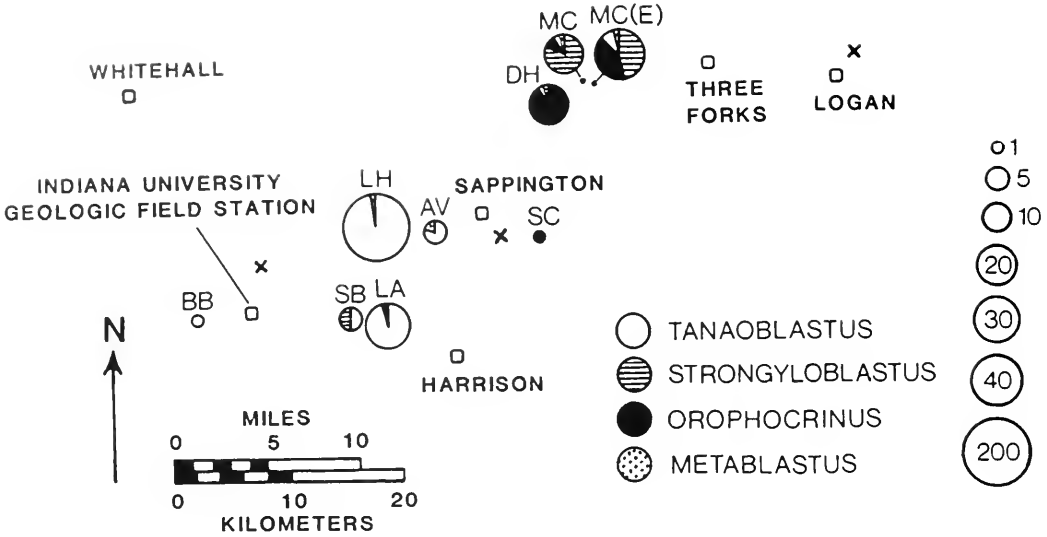 MC MC(E)
WHITEHALL
DH
THREE
FORKS
LOGAN
INDIANA UNIVERSITY
GEOLOGIC FIELD STATION
LH
AV
SAPPINGTON
SC
BB
SB LA
HARRISON
N
MILES
0 5 10
0 10 20
KILOMETERS
TANAOBLASTUS
STRONGYLOBLASTUS
OROPHOCRINUS
METABLASTUS
1
5
10
20
30
40
200